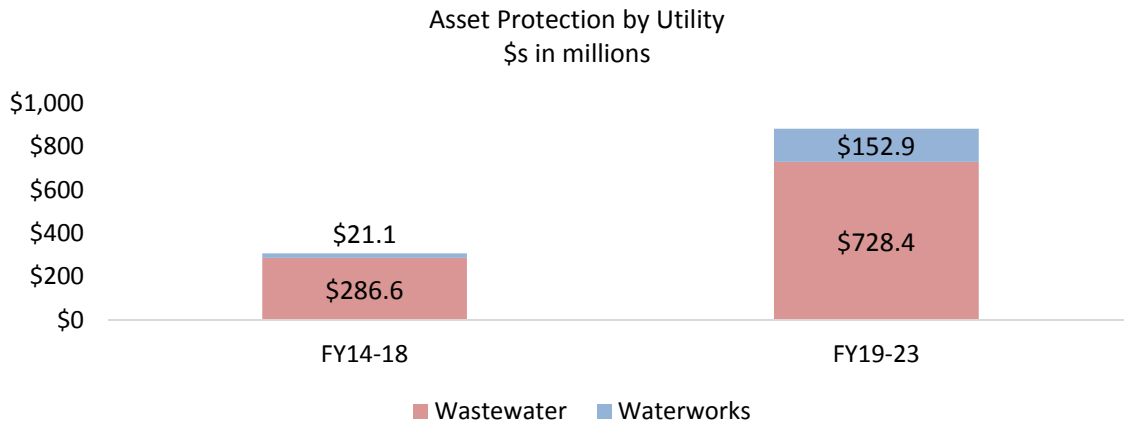 Asset Protection by Utility
$s in millions
$1,000
$800
$600
$400
$200
$0
$21.1
$286.6
$152.9
$728.4
FY14-18
FY19-23
Wastewater
Waterworks